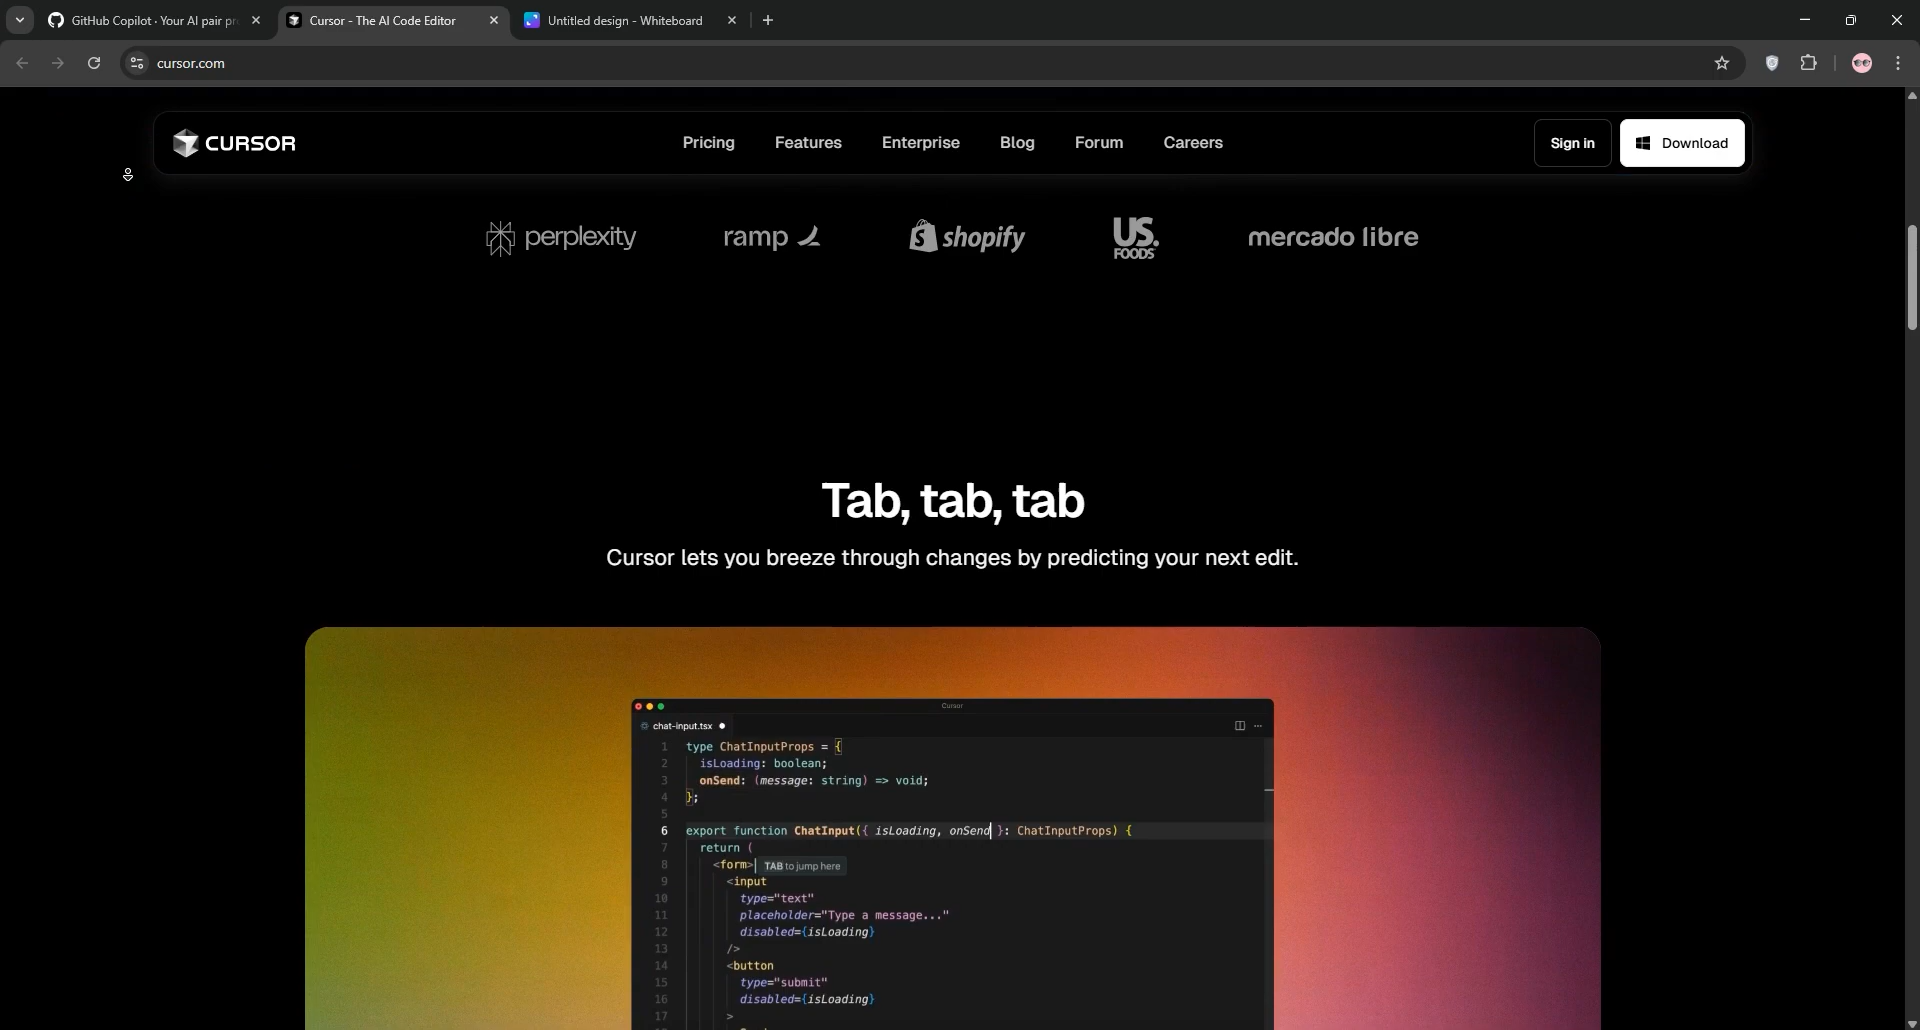 GitHub Copilot · Your AI pair pr
Cursor - The AI Code Editor
Untitled design - Whiteboard
cursor.com
CURSOR
Pricing
Features
Enterprise
Blog
Forum
Careers
Sign in
Download
perplexity
ramp
shopify
US.
FOODS
mercado libre
Tab, tab, tab
Cursor lets you breeze through changes by predicting your next edit.
Cursor
chat-input.tsx
1 type ChatInputProps = {
2 isLoading: boolean;
3 onSend: (message: string) => void;
4 };
5
6 export function ChatInput({ isLoading, onSend }: ChatInputProps) {
7 return (
8 <form> TAB to jump here
9 <input
10 type="text"
11 placeholder="Type a message..."
12 disabled={isLoading}
13 />
14 <button
15 type="submit"
16 disabled={isLoading}
17 >